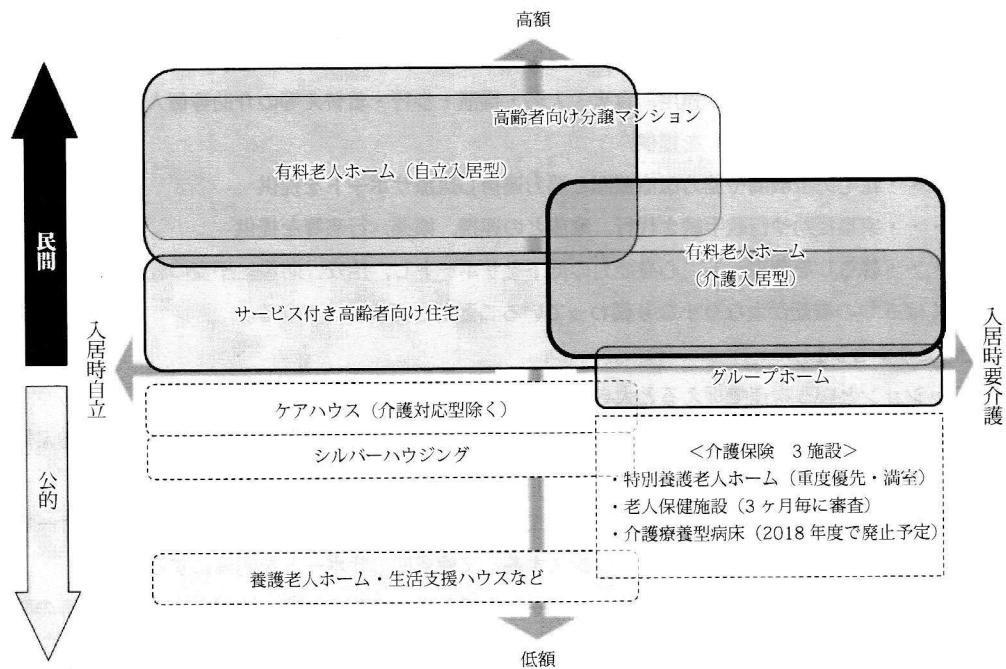 高額
高齢者向け分譲マンション
有料老人ホーム（自立入居型）
民間
有料老人ホーム
（介護入居型）
サービス付き高齢者向け住宅
入居時自立
入居時要介護
グループホーム
ケアハウス（介護対応型除く）
シルバーハウジング
＜介護保険　3施設＞
・特別養護老人ホーム（重度優先・満室）
・老人保健施設（3ヶ月毎に審査）
・介護療養型病床（2018年度で廃止予定）
公的
養護老人ホーム・生活支援ハウスなど
低額